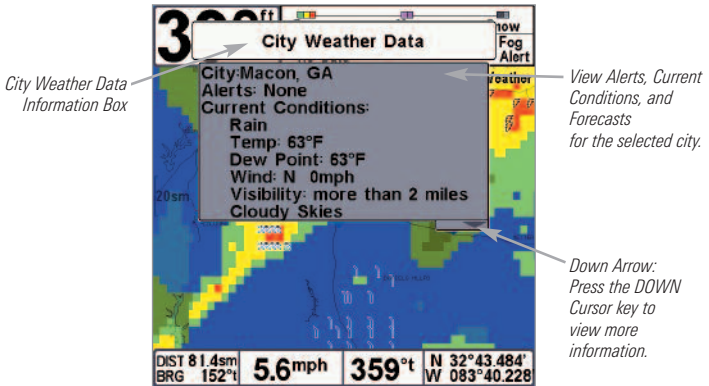 ft
now
Fog
Alert
City Weather Data
Weather
City:Macon, GA
Alerts: None
Current Conditions:
Rain
Temp: 63°F
Dew Point: 63°F
Wind: N 0mph
Visibility: more than 2 miles
Cloudy Skies
20sm
DIST 81.4sm
BRG 152°t
5.6mph
359°t
N 32°43.484'
W 083°40.228'
City Weather Data
Information Box
View Alerts, Current
Conditions, and
Forecasts
for the selected city.
Down Arrow:
Press the DOWN
Cursor key to
view more
information.